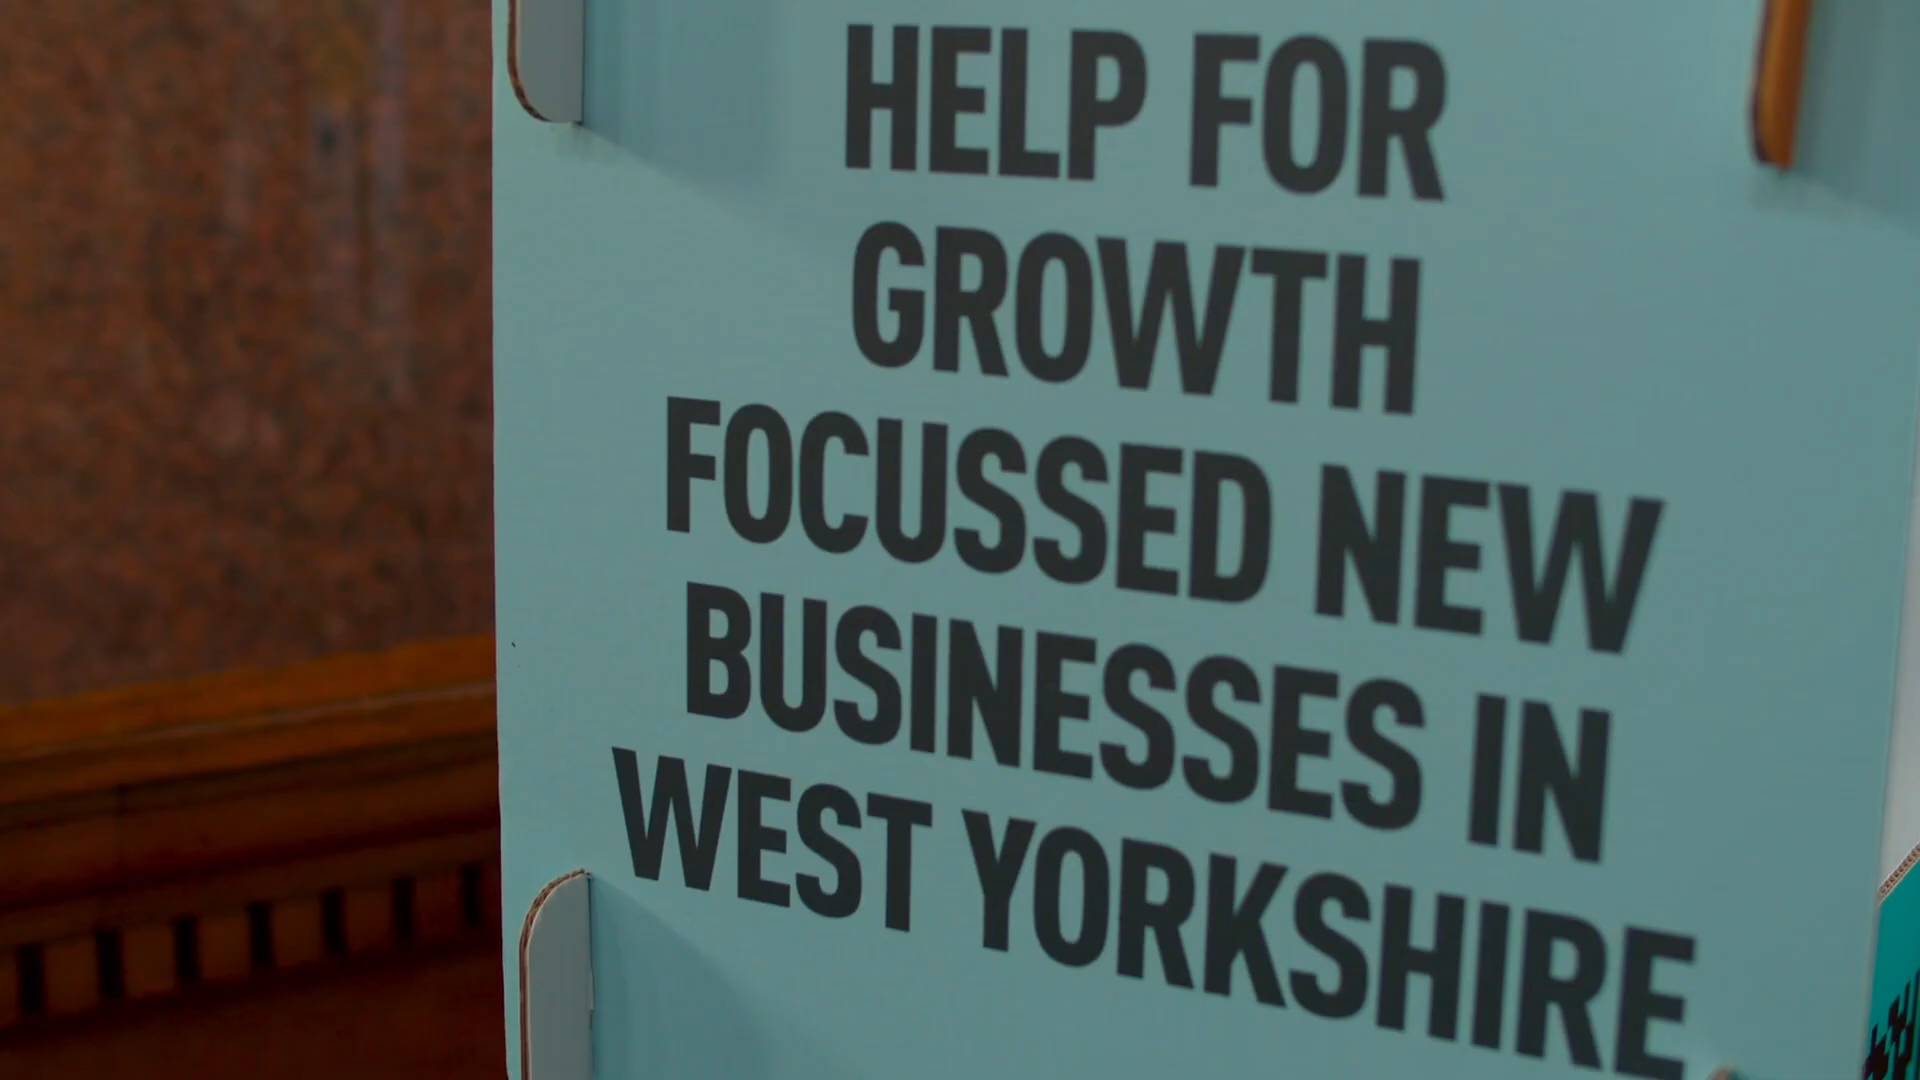 HELP FOR
GROWTH
FOCUSSED NEW
BUSINESSES IN
WEST YORKSHIRE